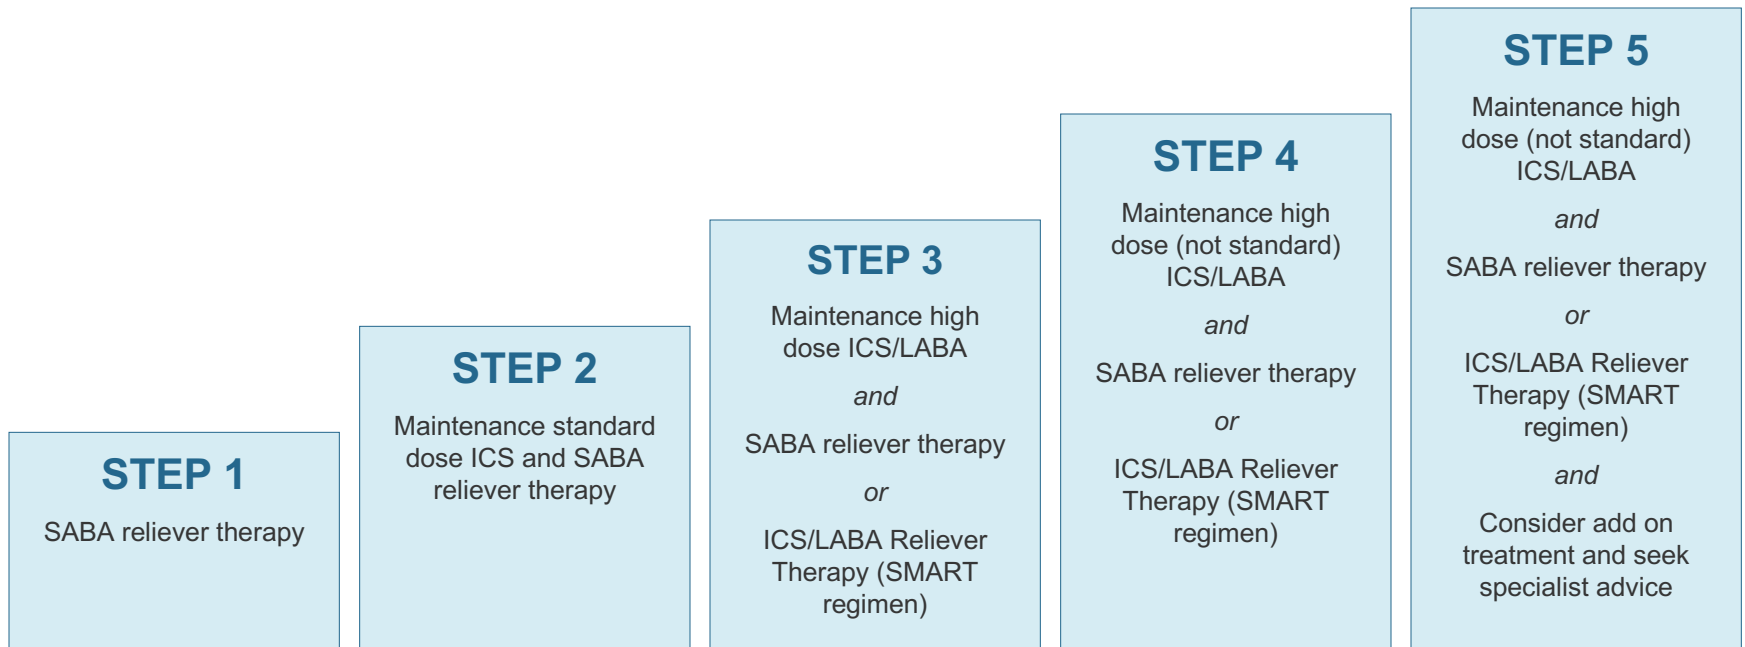 STEP 1
SABA reliever therapy
STEP 2
Maintenance standard
dose ICS and SABA
reliever therapy
STEP 3
Maintenance high
dose ICS/LABA
and
SABA reliever therapy
or
ICS/LABA Reliever
Therapy (SMART
regimen)
STEP 4
Maintenance high
dose (not standard)
ICS/LABA
and
SABA reliever therapy
or
ICS/LABA Reliever
Therapy (SMART
regimen)
STEP 5
Maintenance high
dose (not standard)
ICS/LABA
and
SABA reliever therapy
or
ICS/LABA Reliever
Therapy (SMART
regimen)
and
Consider add on
treatment and seek
specialist advice